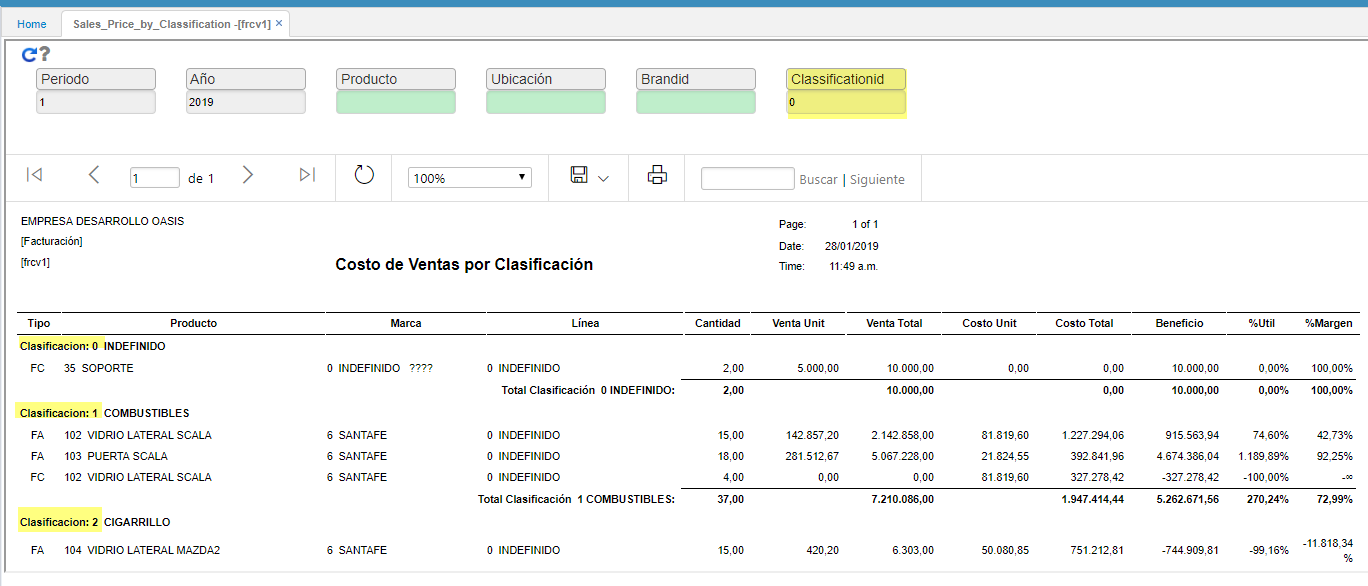 Home Sales_Price_by_Classification -[frcv1] ×
?
Periodo Año Producto Ubicación Brandid Classificationid
1 2019 0
1 de 1 100% Buscar | Siguiente
EMPRESA DESARROLLO OASIS Page: 1 of 1
[Facturación] Date: 28/01/2019
[frcv1] Costo de Ventas por Clasificación Time: 11:49 a.m.
Tipo Producto Marca Línea Cantidad Venta Unit Venta Total Costo Unit Costo Total Beneficio %Util %Margen
Clasificacion: 0 INDEFINIDO
FC 35 SOPORTE 0 INDEFINIDO ???? 0 INDEFINIDO 2,00 5.000,00 10.000,00 0,00 0,00 10.000,00 0,00% 100,00%
Total Clasificación 0 INDEFINIDO: 2,00 10.000,00 0,00 10.000,00 0,00% 100,00%
Clasificacion: 1 COMBUSTIBLES
FA 102 VIDRIO LATERAL SCALA 6 SANTAFE 0 INDEFINIDO 15,00 142.857,20 2.142.858,00 81.819,60 1.227.294,06 915.563,94 74,60% 42,73%
FA 103 PUERTA SCALA 6 SANTAFE 0 INDEFINIDO 18,00 281.512,67 5.067.228,00 21.824,55 392.841,96 4.674.386,04 1.189,89% 92,25%
FC 102 VIDRIO LATERAL SCALA 6 SANTAFE 0 INDEFINIDO 4,00 0,00 0,00 81.819,60 327.278,42 -327.278,42 -100,00% -∞
Total Clasificación 1 COMBUSTIBLES: 37,00 7.210.086,00 1.947.414,44 5.262.671,56 270,24% 72,99%
Clasificacion: 2 CIGARRILLO
FA 104 VIDRIO LATERAL MAZDA2 6 SANTAFE 0 INDEFINIDO 15,00 420,20 6.303,00 50.080,85 751.212,81 -744.909,81 -99,16% -11.818,34
%